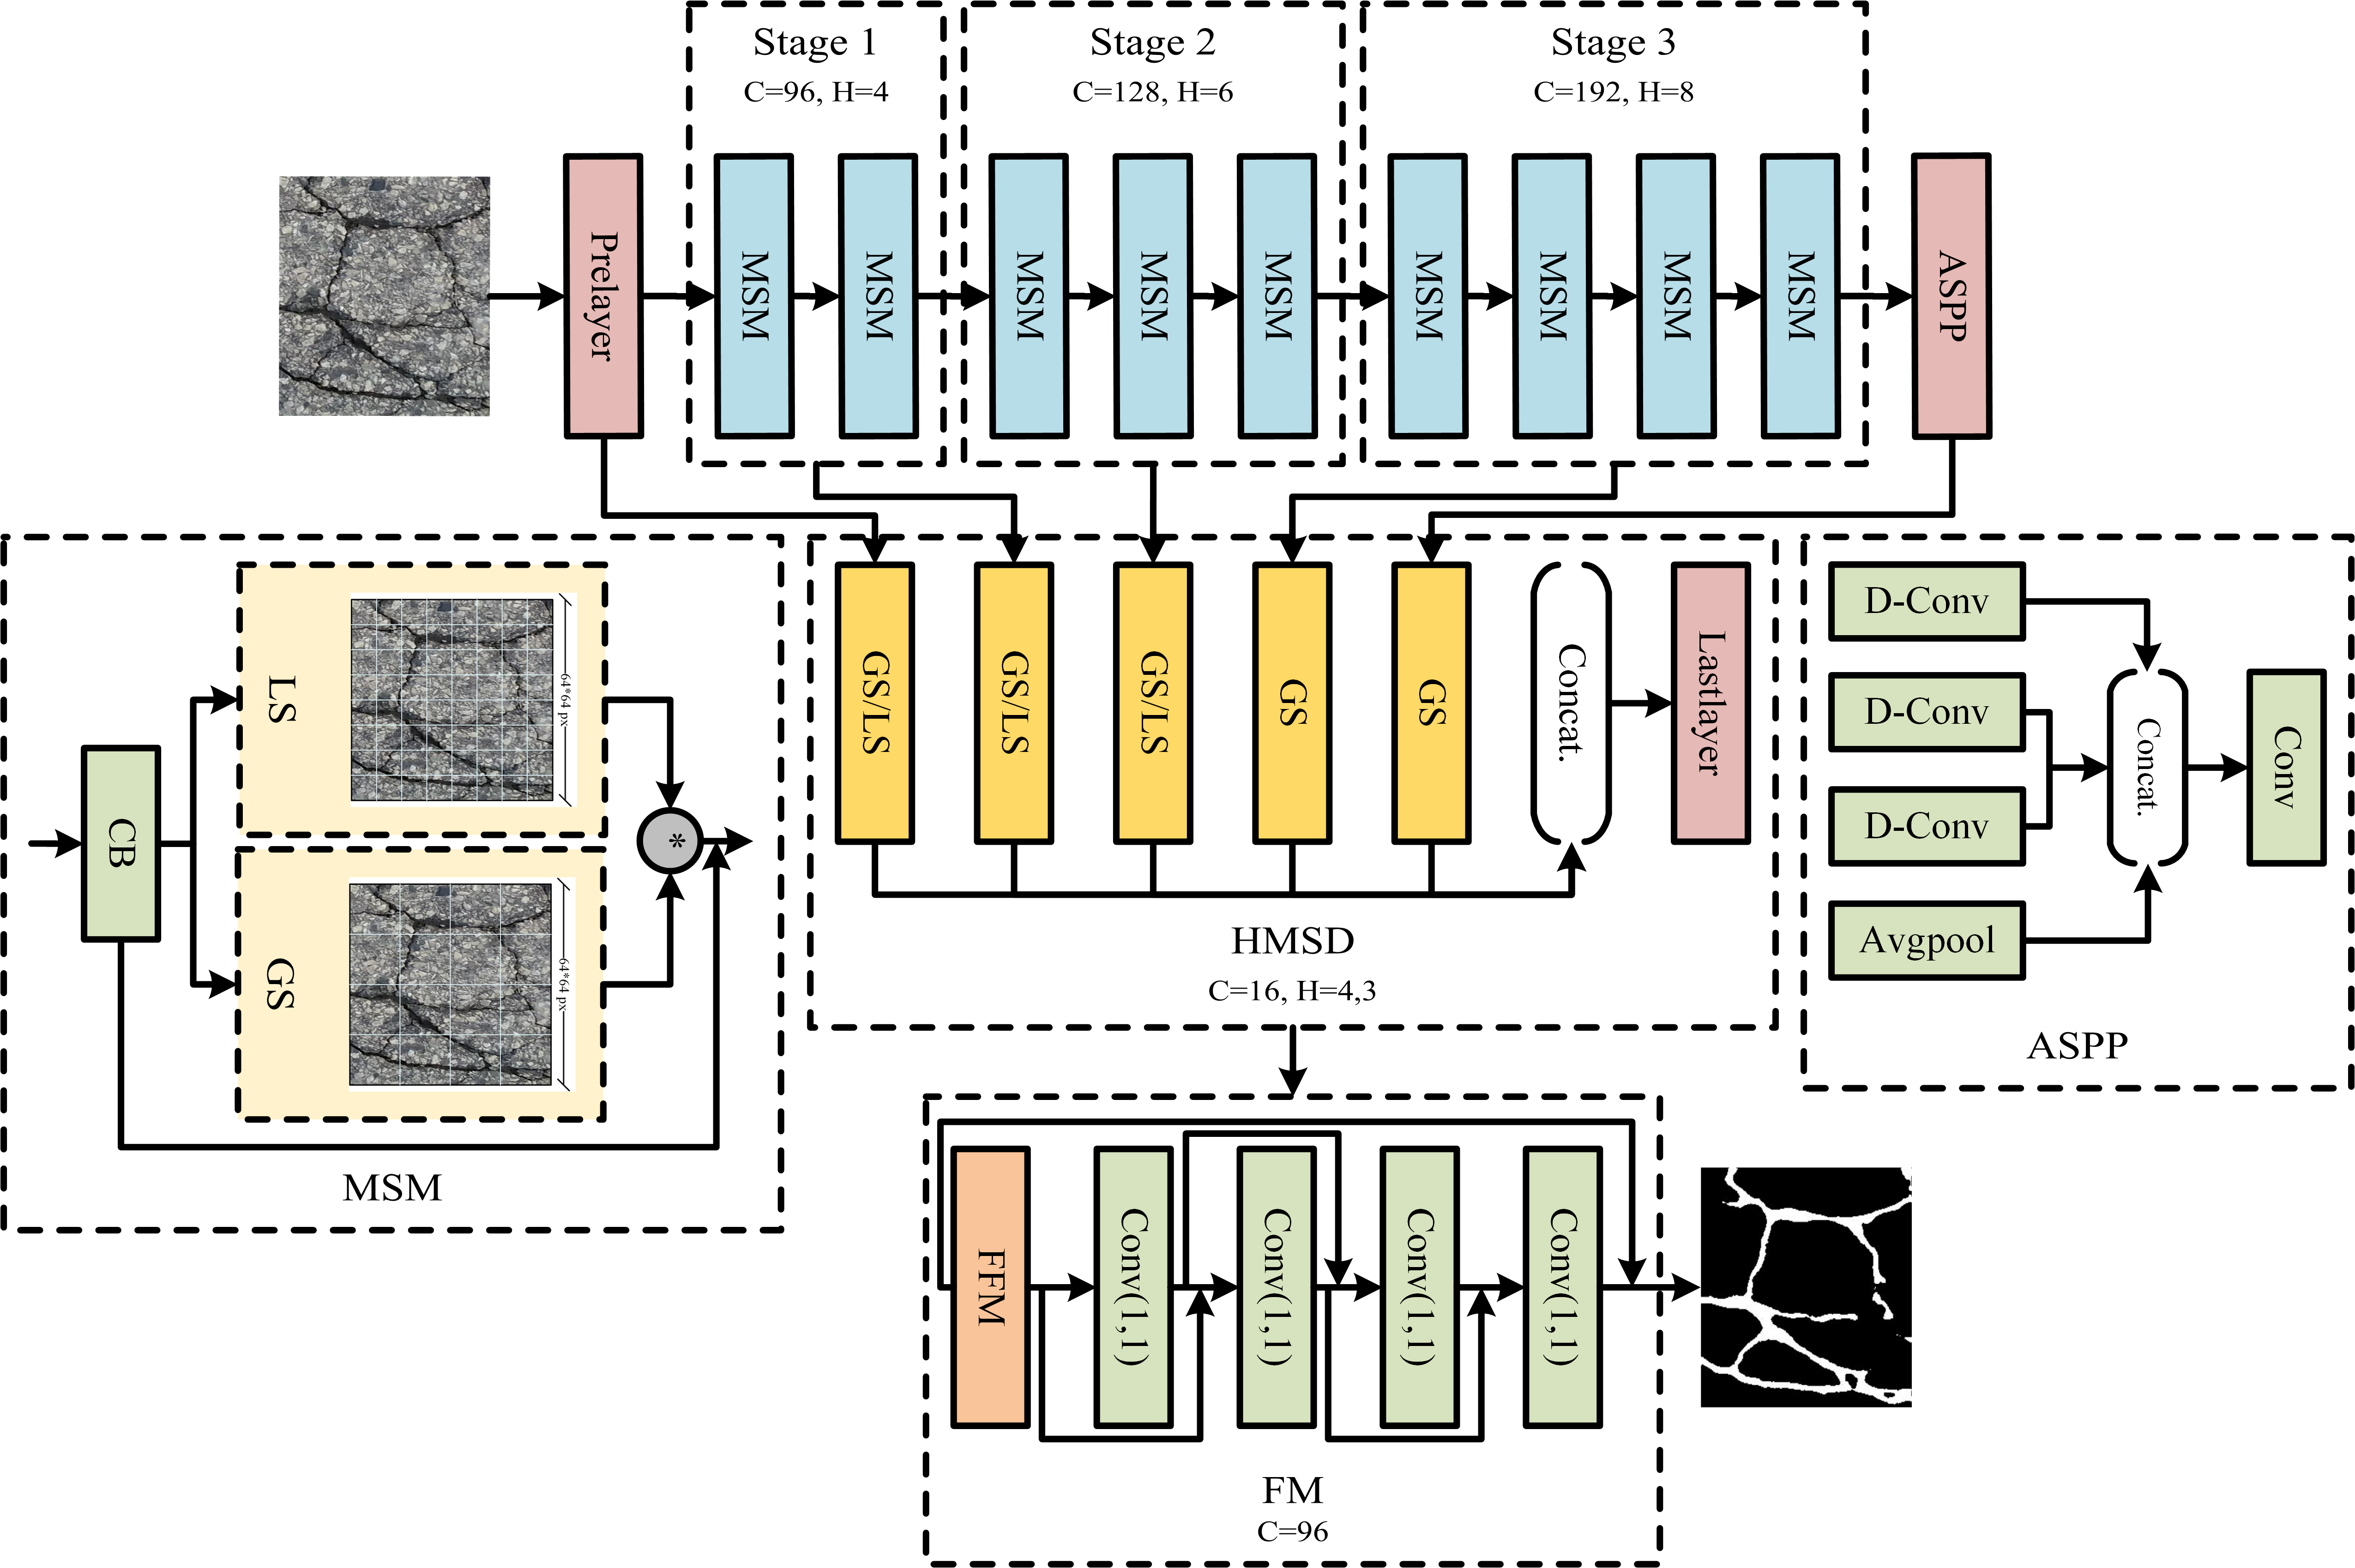 Stage 1
C=96, H=4
Stage 2
C=128, H=6
Stage 3
C=192, H=8
Prelayer
MSM
MSM
MSM
MSM
MSM
MSM
MSM
MSM
MSM
ASPP
CB
LS
64*64 px
GS
64*64 px
*
MSM
GS/LS
GS/LS
GS/LS
GS
GS
Concat.
Lastlayer
HMSD
C=16, H=4,3
D-Conv
D-Conv
D-Conv
Avgpool
Concat.
Conv
ASPP
FFM
Conv(1,1)
Conv(1,1)
Conv(1,1)
Conv(1,1)
FM
C=96